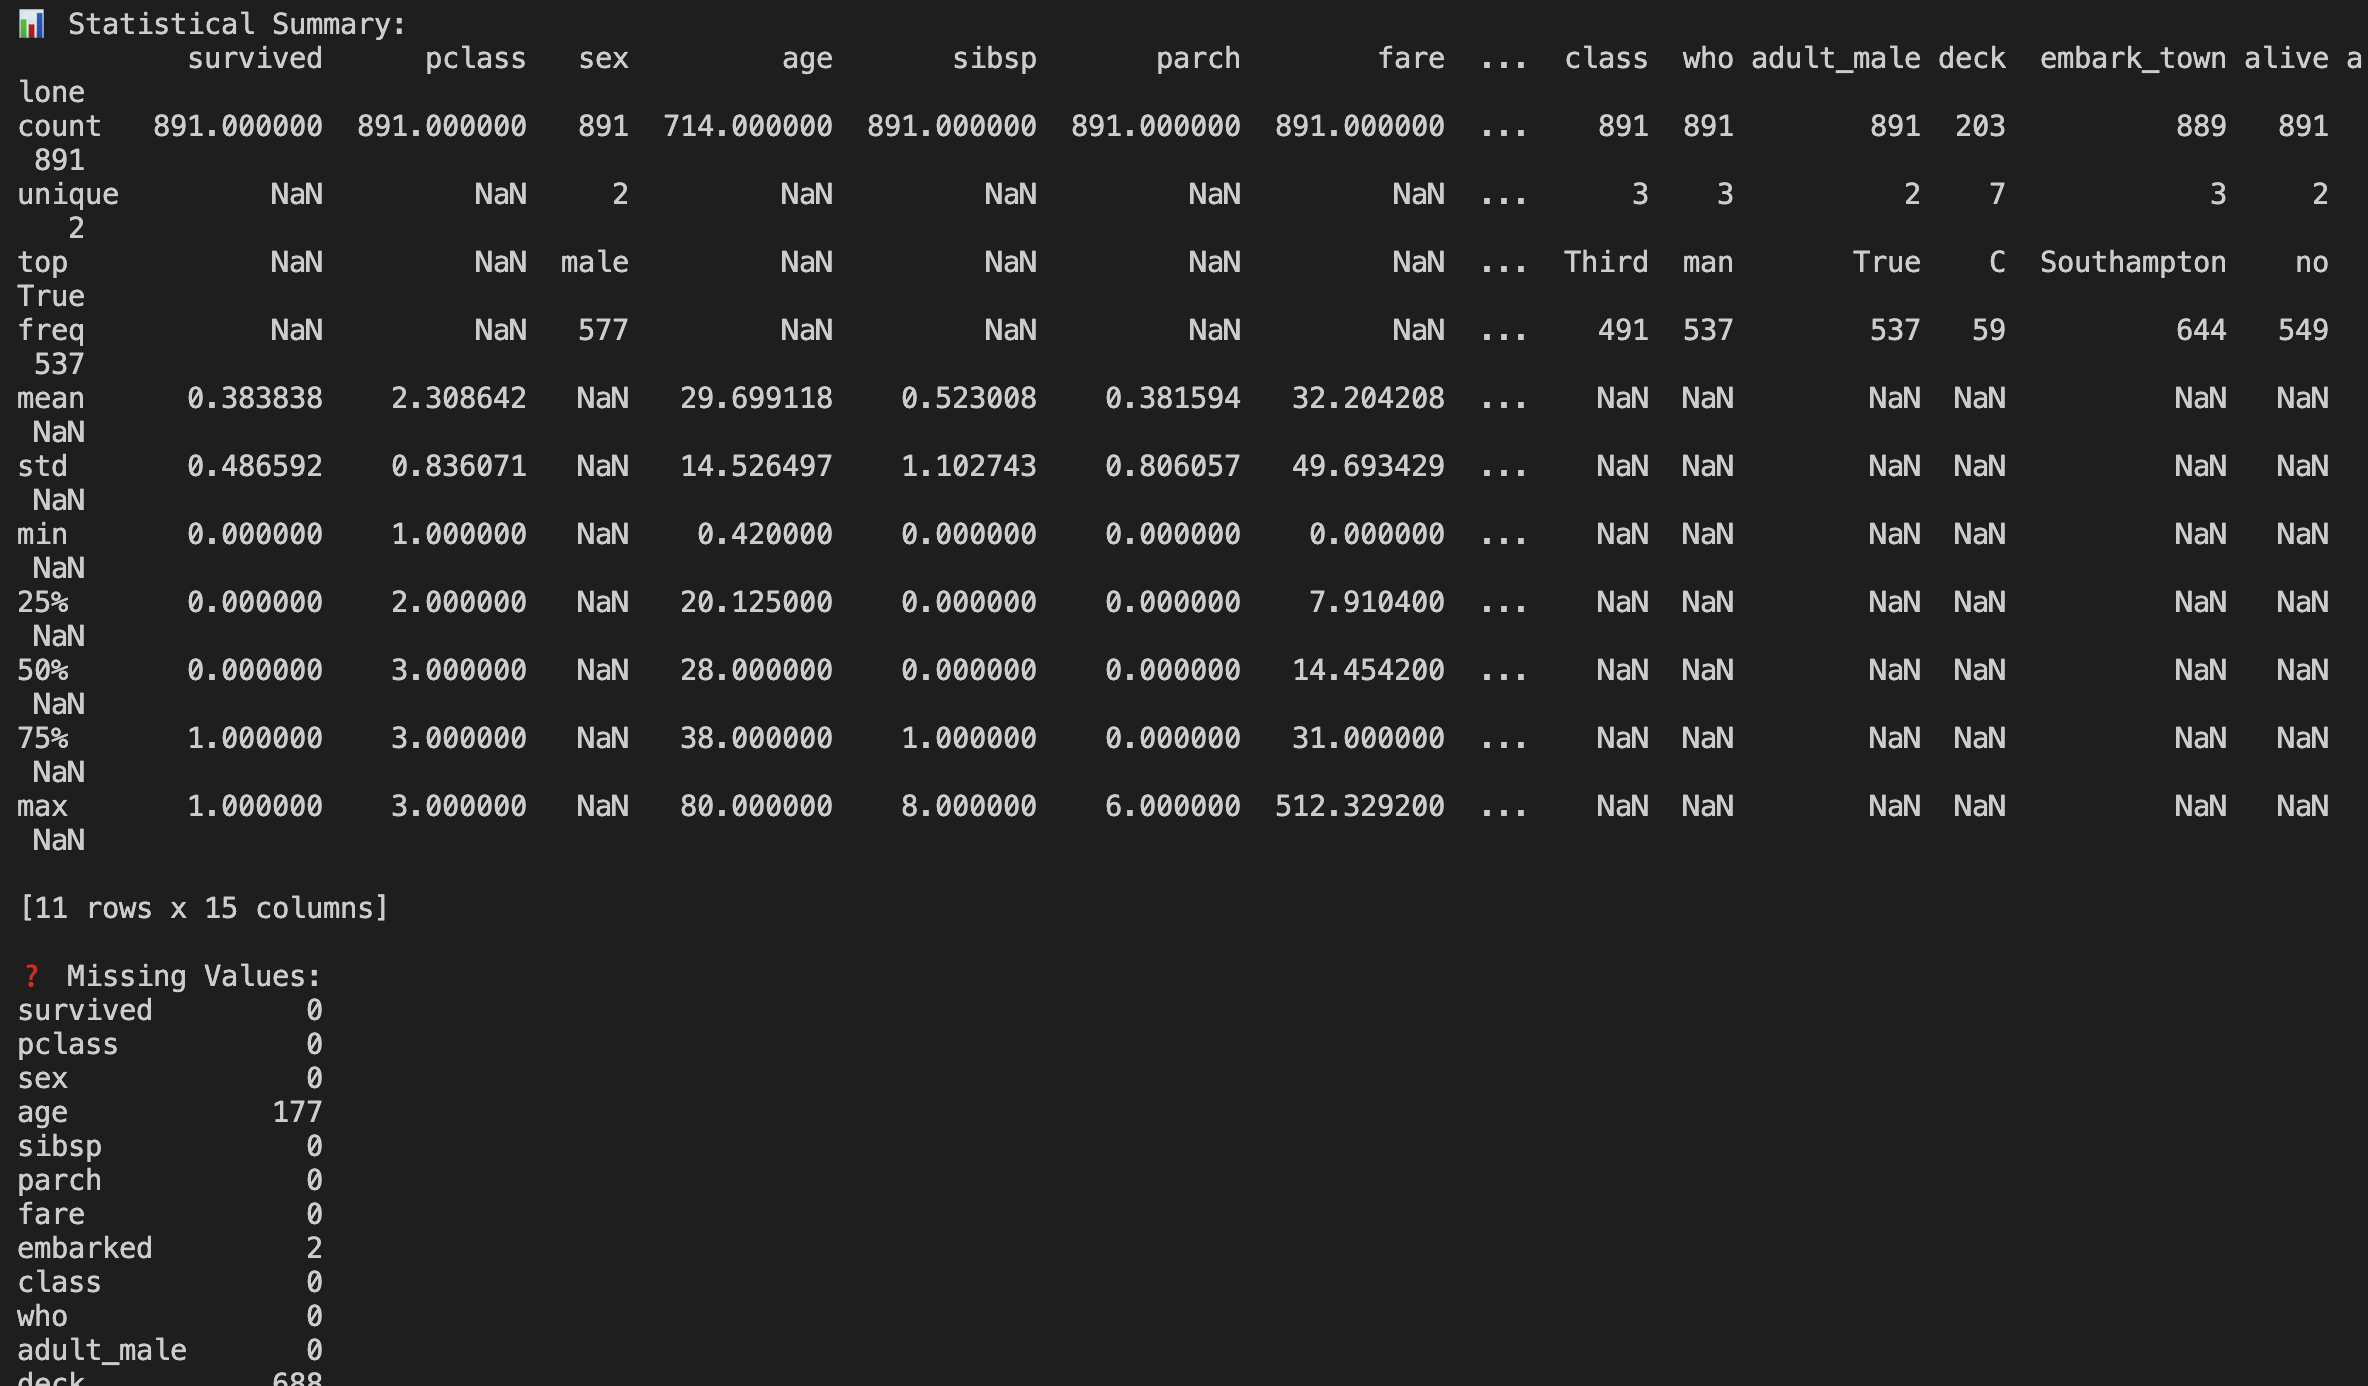 📊 Statistical Summary:
          survived      pclass   sex         age       sibsp       parch        fare  ...  class  who adult_male deck  embark_town alive a
lone
count   891.000000  891.000000   891  714.000000  891.000000  891.000000  891.000000  ...    891  891        891  203          889   891
 891
unique         NaN         NaN     2         NaN         NaN         NaN         NaN  ...      3    3          2    7            3     2
   2
top            NaN         NaN  male         NaN         NaN         NaN         NaN  ...  Third  man       True    C  Southampton    no
True
freq           NaN         NaN   577         NaN         NaN         NaN         NaN  ...    491  537        537   59          644   549
 537
mean      0.383838    2.308642   NaN   29.699118    0.523008    0.381594   32.204208  ...    NaN  NaN        NaN  NaN          NaN   NaN
 NaN
std       0.486592    0.836071   NaN   14.526497    1.102743    0.806057   49.693429  ...    NaN  NaN        NaN  NaN          NaN   NaN
 NaN
min       0.000000    1.000000   NaN    0.420000    0.000000    0.000000    0.000000  ...    NaN  NaN        NaN  NaN          NaN   NaN
 NaN
25%       0.000000    2.000000   NaN   20.125000    0.000000    0.000000    7.910400  ...    NaN  NaN        NaN  NaN          NaN   NaN
 NaN
50%       0.000000    3.000000   NaN   28.000000    0.000000    0.000000   14.454200  ...    NaN  NaN        NaN  NaN          NaN   NaN
 NaN
75%       1.000000    3.000000   NaN   38.000000    1.000000    0.000000   31.000000  ...    NaN  NaN        NaN  NaN          NaN   NaN
 NaN
max       1.000000    3.000000   NaN   80.000000    8.000000    6.000000  512.329200  ...    NaN  NaN        NaN  NaN          NaN   NaN
 NaN

[11 rows x 15 columns]

❓ Missing Values:
survived         0
pclass           0
sex              0
age            177
sibsp            0
parch            0
fare             0
embarked         2
class            0
who              0
adult_male       0
deck           688